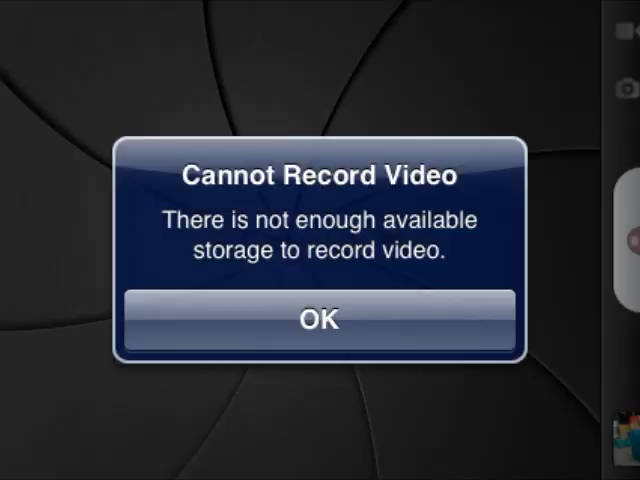 Cannot Record Video
There is not enough available
storage to record video.
OK